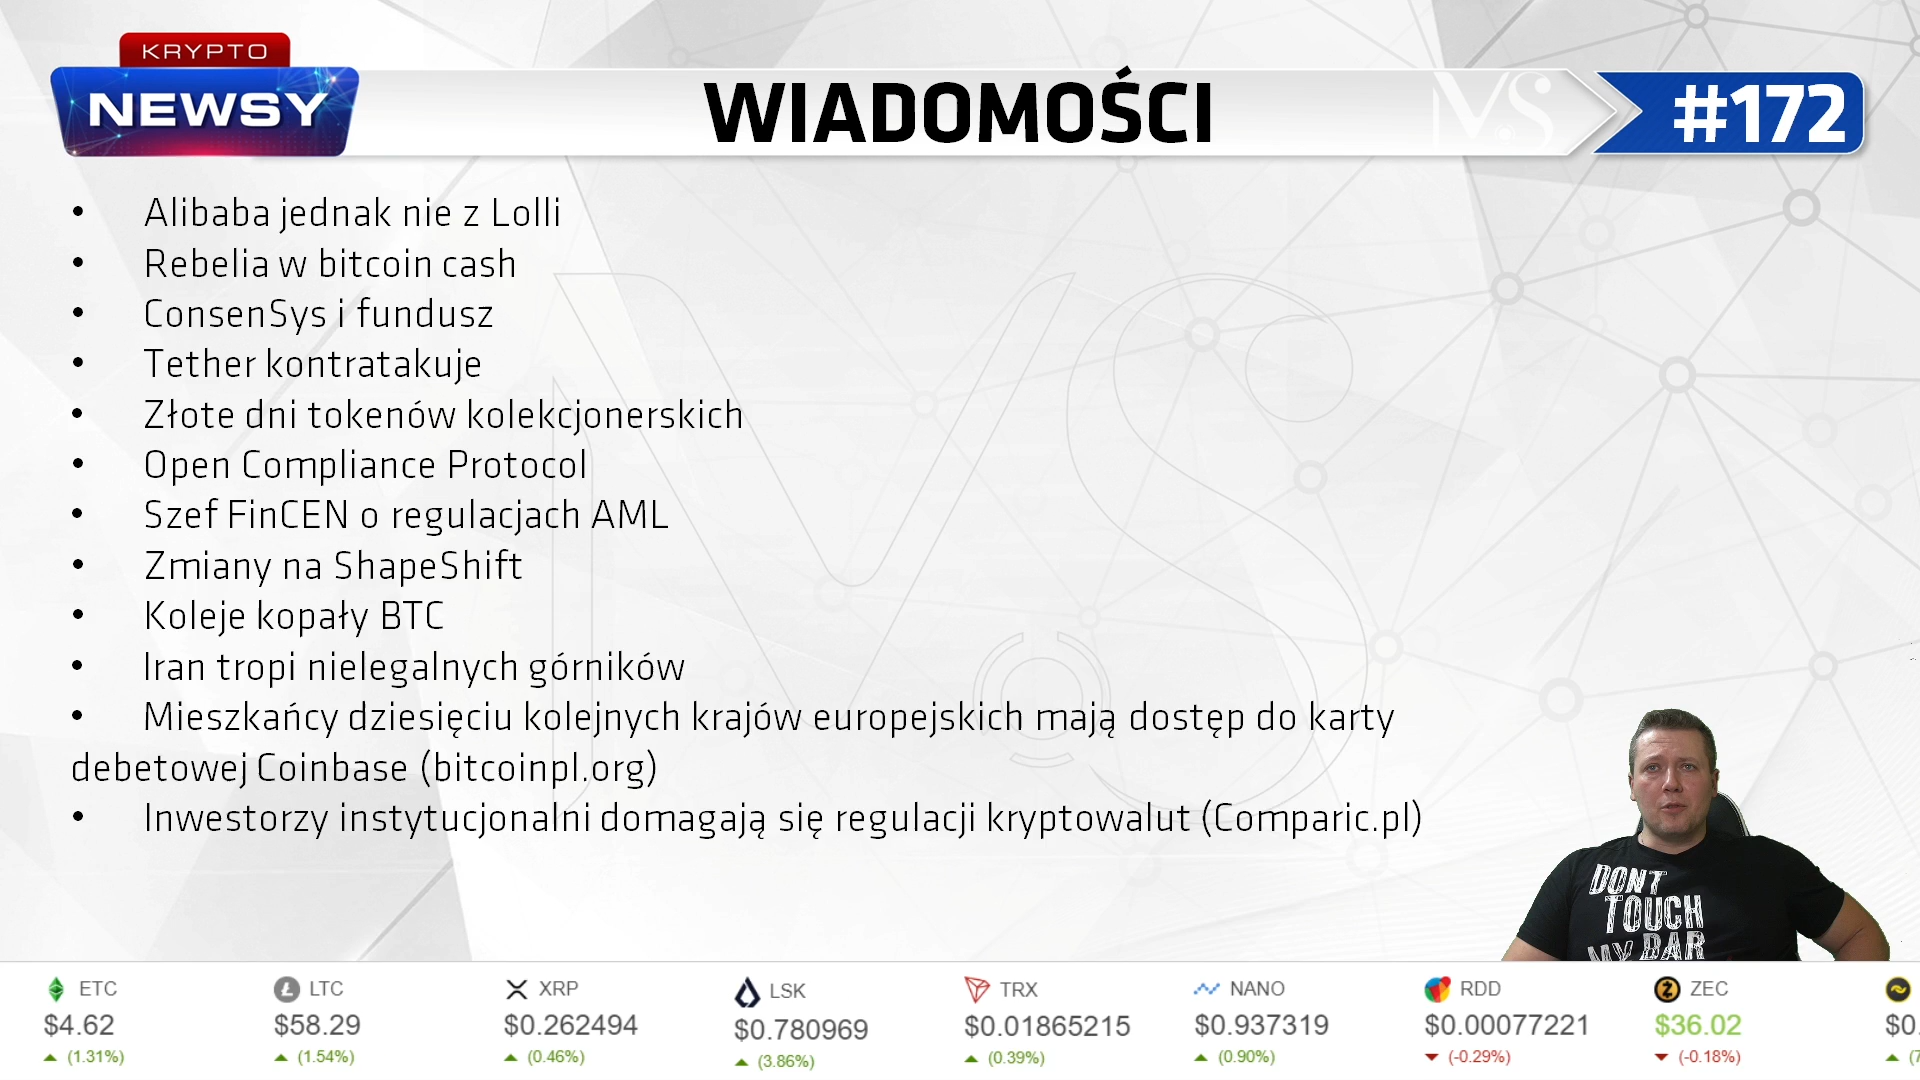 KRYPTO
NEWSY
WIADOMOŚCI
#172
• Alibaba jednak nie z Lolli
• Rebelia w bitcoin cash
• ConsenSys i fundusz
• Tether kontratakuje
• Złote dni tokenów kolekcjonerskich
• Open Compliance Protocol
• Szef FinCEN o regulacjach AML
• Zmiany na ShapeShift
• Koleje kopały BTC
• Iran tropi nielegalnych górników
• Mieszkańcy dziesięciu kolejnych krajów europejskich mają dostęp do karty
debetowej Coinbase (bitcoinpl.org)
• Inwestorzy instytucjonalni domagają się regulacji kryptowalut (Comparic.pl)
DONT
TOUCH
MY BAR
ETC LTC XRP LSK TRX NANO RDD ZEC
$4.62 $58.29 $0.262494 $0.780969 $0.01865215 $0.937319 $0.00077221 $36.02 $0.
(1.31%) (1.54%) (0.46%) (3.86%) (0.39%) (0.90%) (-0.29%) (-0.18%) (7